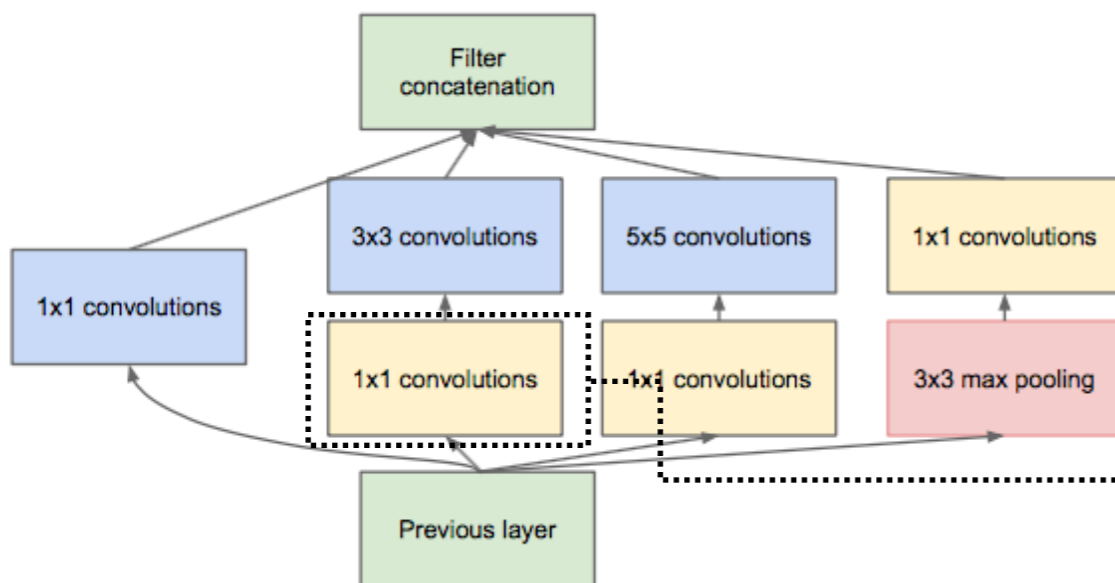 Filter
concatenation
3x3 convolutions
5x5 convolutions
1x1 convolutions
1x1 convolutions
1x1 convolutions
1x1 convolutions
3x3 max pooling
Previous layer